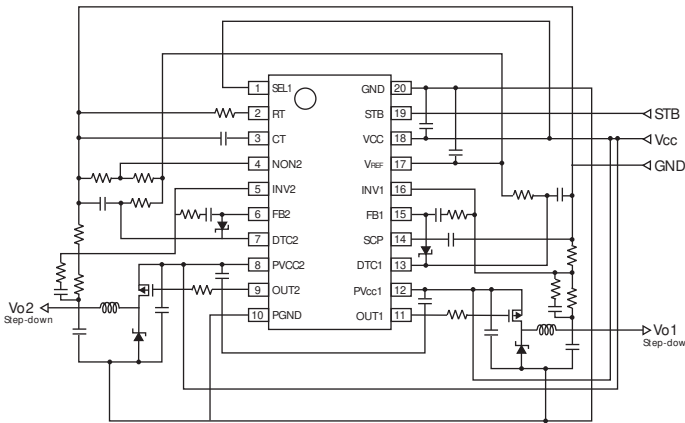 1 SEL1
2 RT
3 CT
4 NON2
5 INV2
6 FB2
7 DTC2
8 PVCC2
9 OUT2
10 PGND
GND 20
STB 19
VCC 18
VREF 17
INV1 16
FB1 15
SCP 14
DTC1 13
PVcc1 12
OUT1 11
STB
Vcc
GND
Vo2
Step-down
Vo1
Step-down